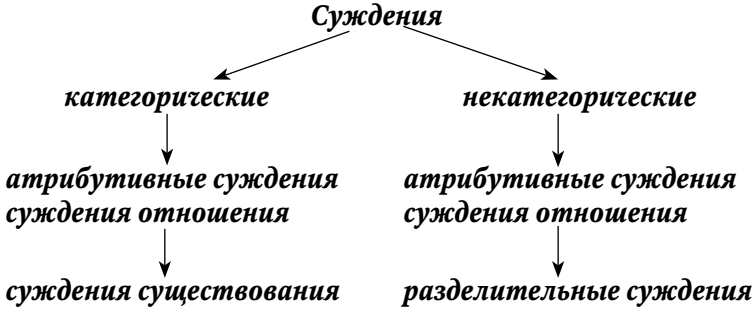 Суждения
категорические
некатегорические
атрибутивные суждения
суждения отношения
атрибутивные суждения
суждения отношения
суждения существования
разделительные суждения